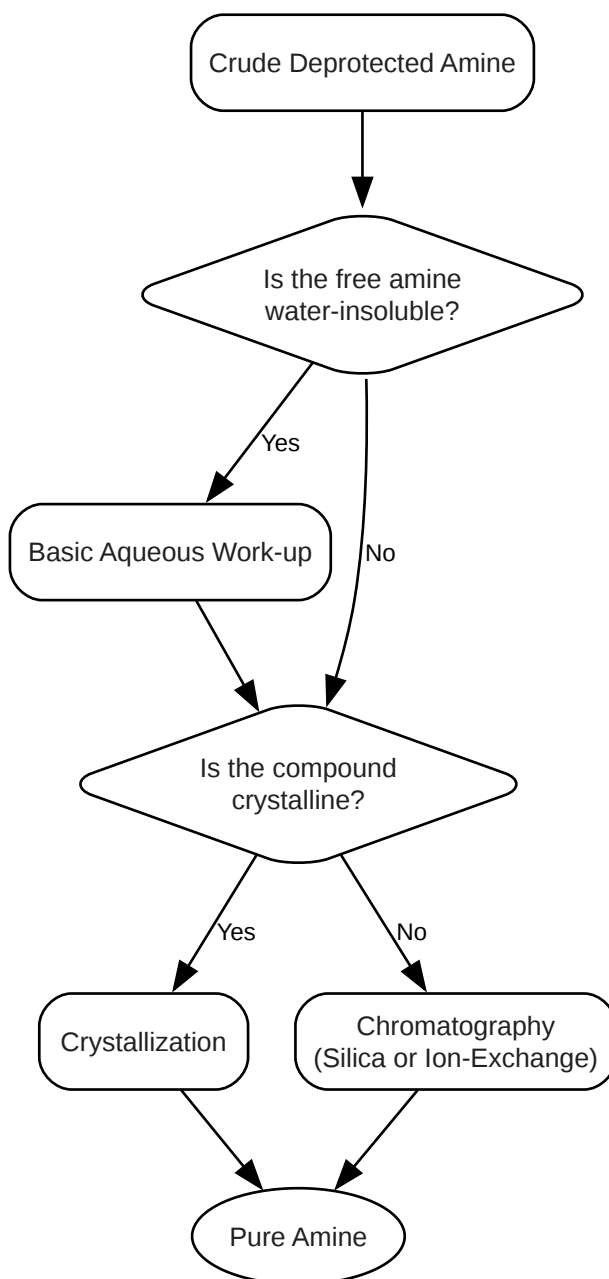 Crude Deprotected Amine
Is the free amine
water-insoluble?
Yes
Basic Aqueous Work-up
No
Is the compound
crystalline?
Yes
No
Crystallization
Chromatography
(Silica or Ion-Exchange)
Pure Amine